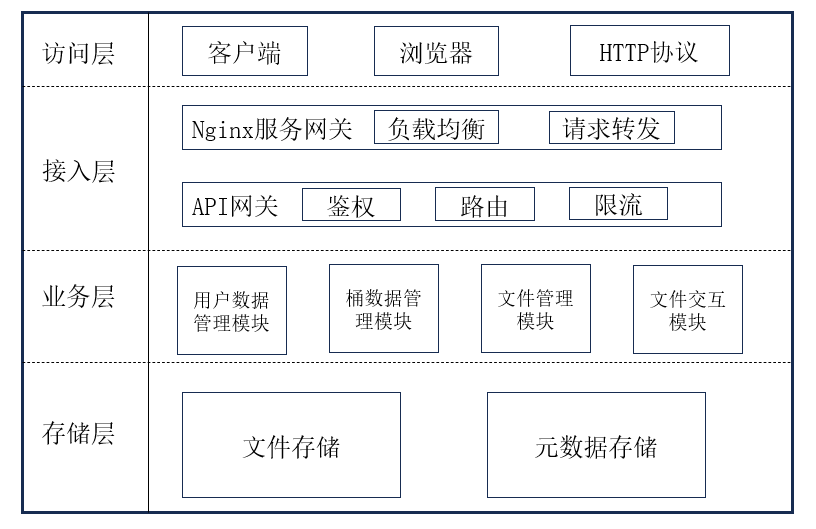 访问层
客户端
浏览器
HTTP协议
接入层
Nginx服务网关
负载均衡
请求转发
API网关
鉴权
路由
限流
业务层
用户数据
管理模块
桶数据管
理模块
文件管理
模块
文件交互
模块
存储层
文件存储
元数据存储